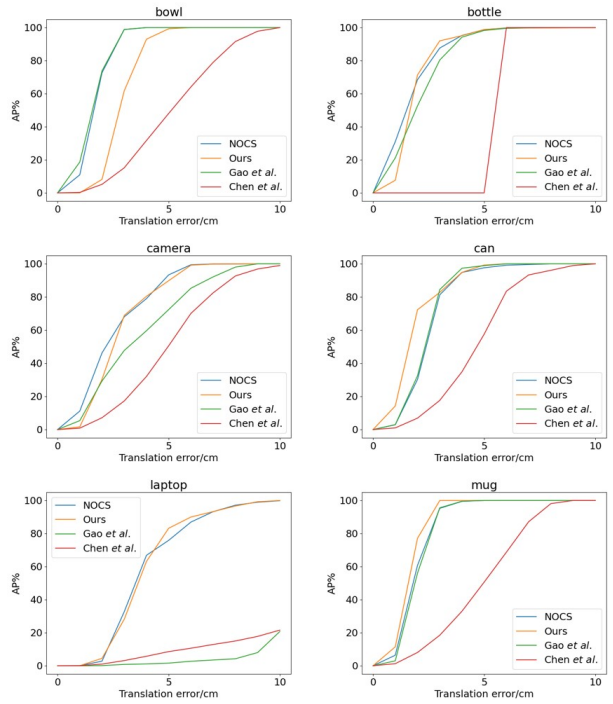 bowl
AP%
100
80
60
40
20
0
NOCS
Ours
Gao et al.
Chen et al.
0
5
10
Translation error/cm
bottle
AP%
100
80
60
40
20
0
NOCS
Ours
Gao et al.
Chen et al.
0
5
10
Translation error/cm
camera
AP%
100
80
60
40
20
0
NOCS
Ours
Gao et al.
Chen et al.
0
5
10
Translation error/cm
can
AP%
100
80
60
40
20
0
NOCS
Ours
Gao et al.
Chen et al.
0
5
10
Translation error/cm
laptop
AP%
100
80
60
40
20
0
NOCS
Ours
Gao et al.
Chen et al.
0
5
10
Translation error/cm
mug
AP%
100
80
60
40
20
0
NOCS
Ours
Gao et al.
Chen et al.
0
5
10
Translation error/cm